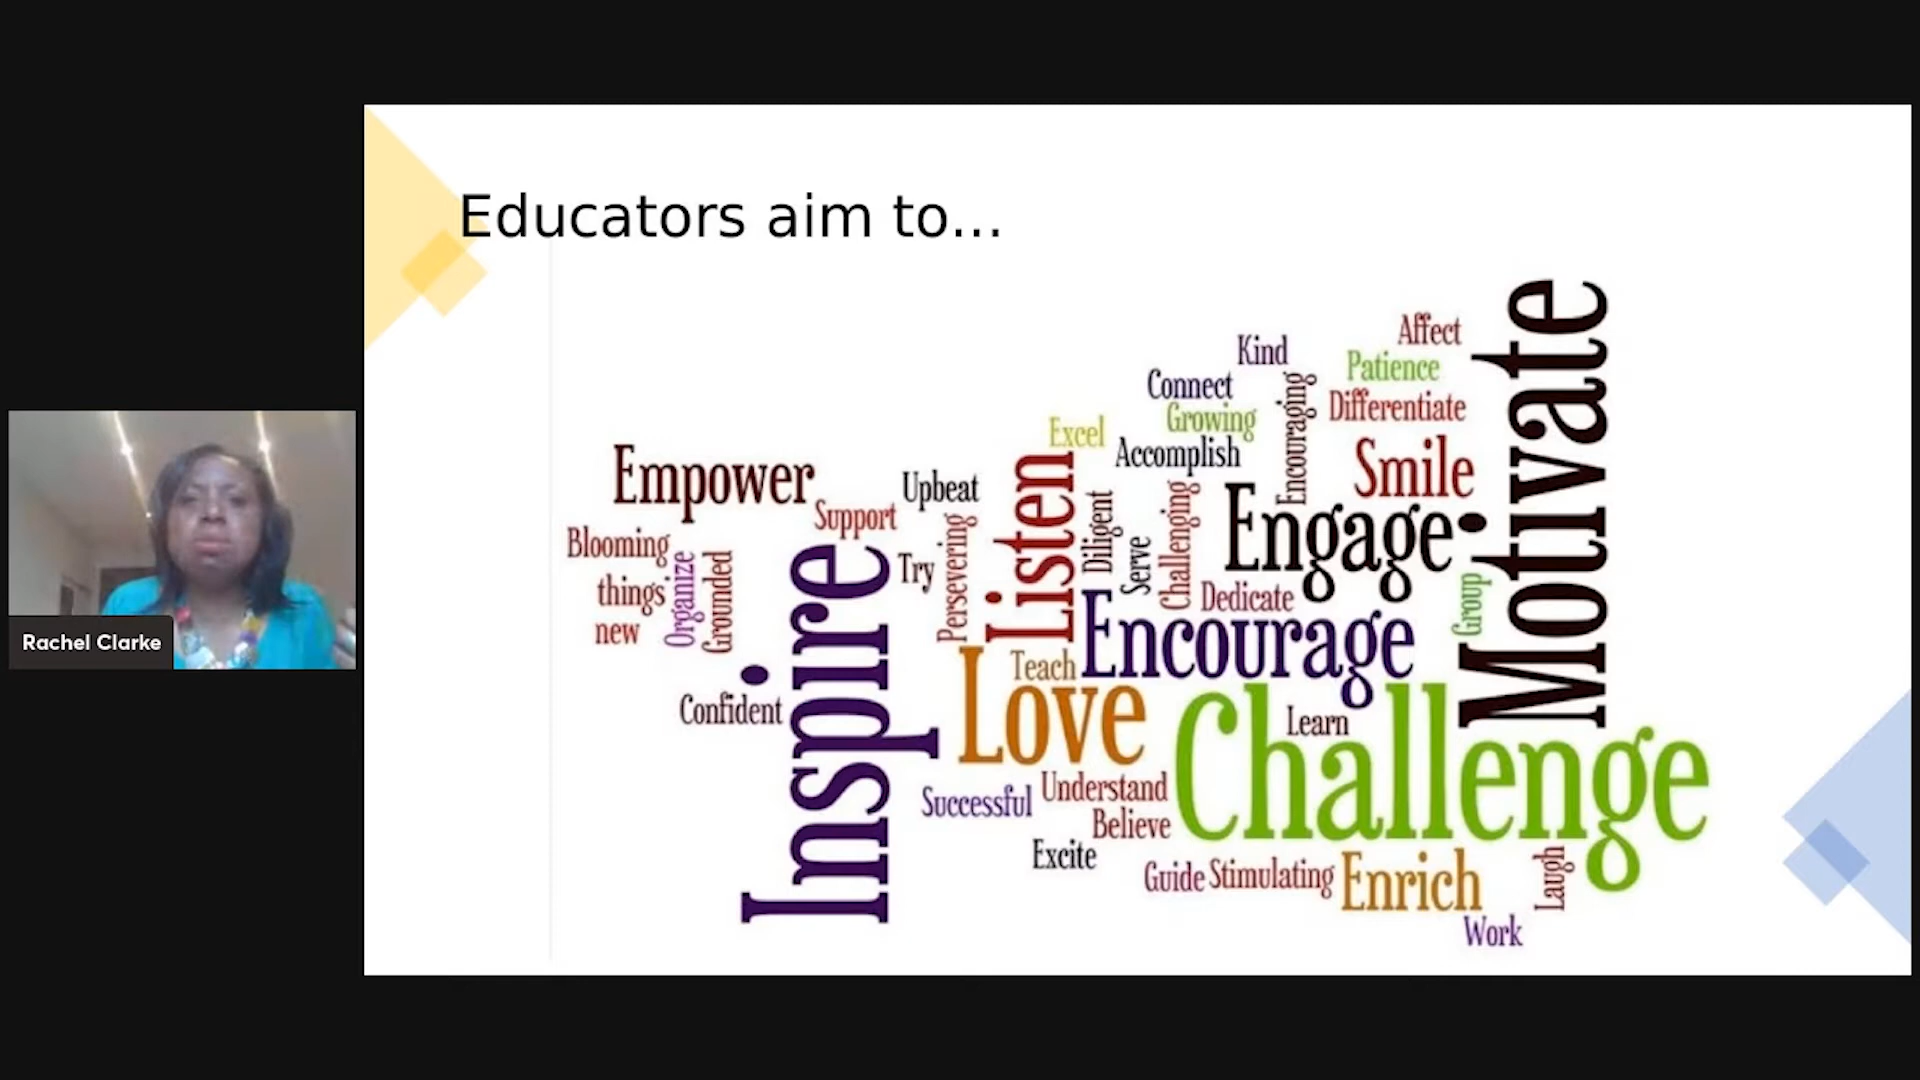 Educators aim to...
Affect
Kind
Patience
Connect
Differentiate
Growing
Encouraging
Excel
Accomplish
Smile
Motivate
Empower
Upbeat
Listen
Support
Diligent
Challenging
Engage
Blooming
Persevering
Try
Serve
things
Organize
Grounded
Dedicate
Group
new
Inspire
Encourage
Teach
Love
Confident
Learn
Challenge
Understand
Successful
Believe
Excite
Guide
Stimulating
Enrich
Laugh
Work
Rachel Clarke